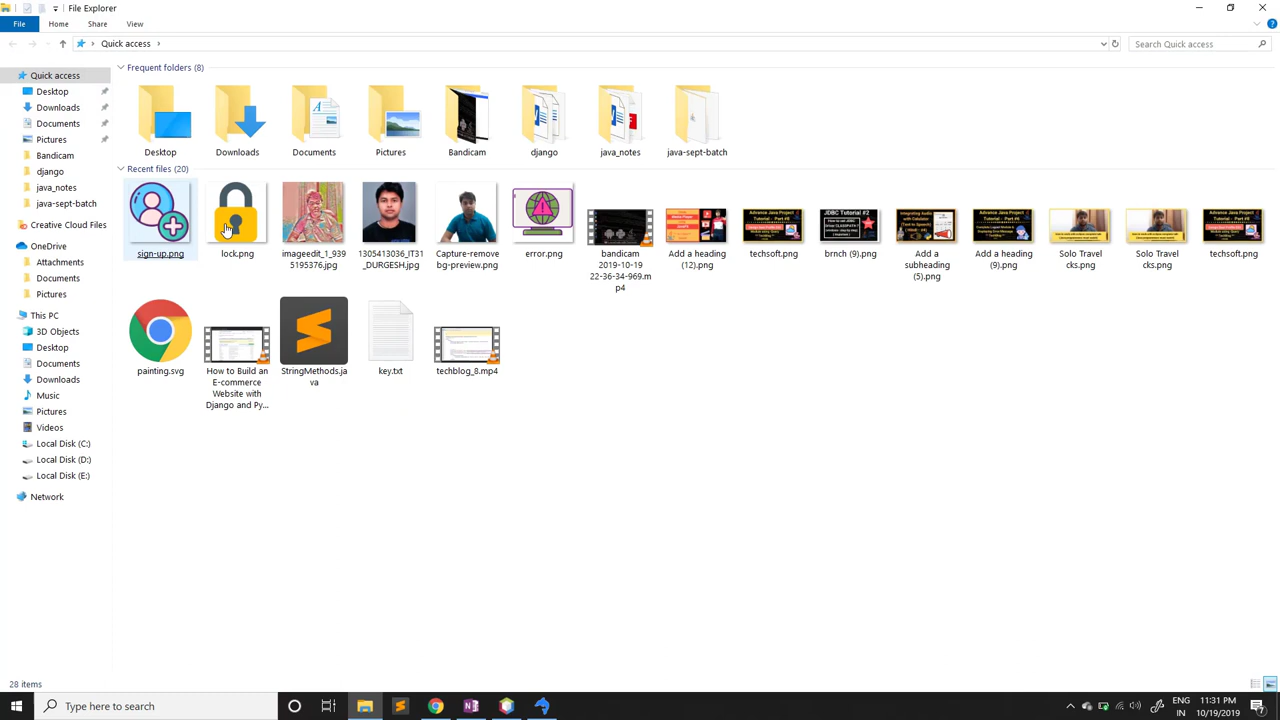 File Explorer
File
Home
Share
View
Quick access
Search Quick access
Quick access
Desktop
Downloads
Documents
Pictures
Bandicam
django
java_notes
java-sept-batch
Creative Cloud Files
OneDrive
Attachments
Documents
Pictures
This PC
3D Objects
Desktop
Documents
Downloads
Music
Pictures
Videos
Local Disk (C:)
Local Disk (D:)
Local Disk (E:)
Network
Frequent folders (8)
Desktop
Downloads
Documents
Pictures
Bandicam
django
java_notes
java-sept-batch
Recent files (20)
sign-up.png
lock.png
imageedit_1_939
5195376.jpg
1305413036_IT31
_DURGESH.jpg
Capture-remove
bg-preview.png
error.png
bandicam
2019-10-19
22-36-34-969.m
p4
Add a heading
(12).png
techsoft.png
brnch (9).png
Add a
subheading
(5).png
Add a heading
(9).png
Solo Travel
cks.png
Solo Travel
cks.png
techsoft.png
painting.svg
How to Build an
E-commerce
Website with
Django and Py...
StringMethods.ja
va
key.txt
techblog_8.mp4
28 items
Type here to search
ENG
IN
11:31 PM
10/19/2019